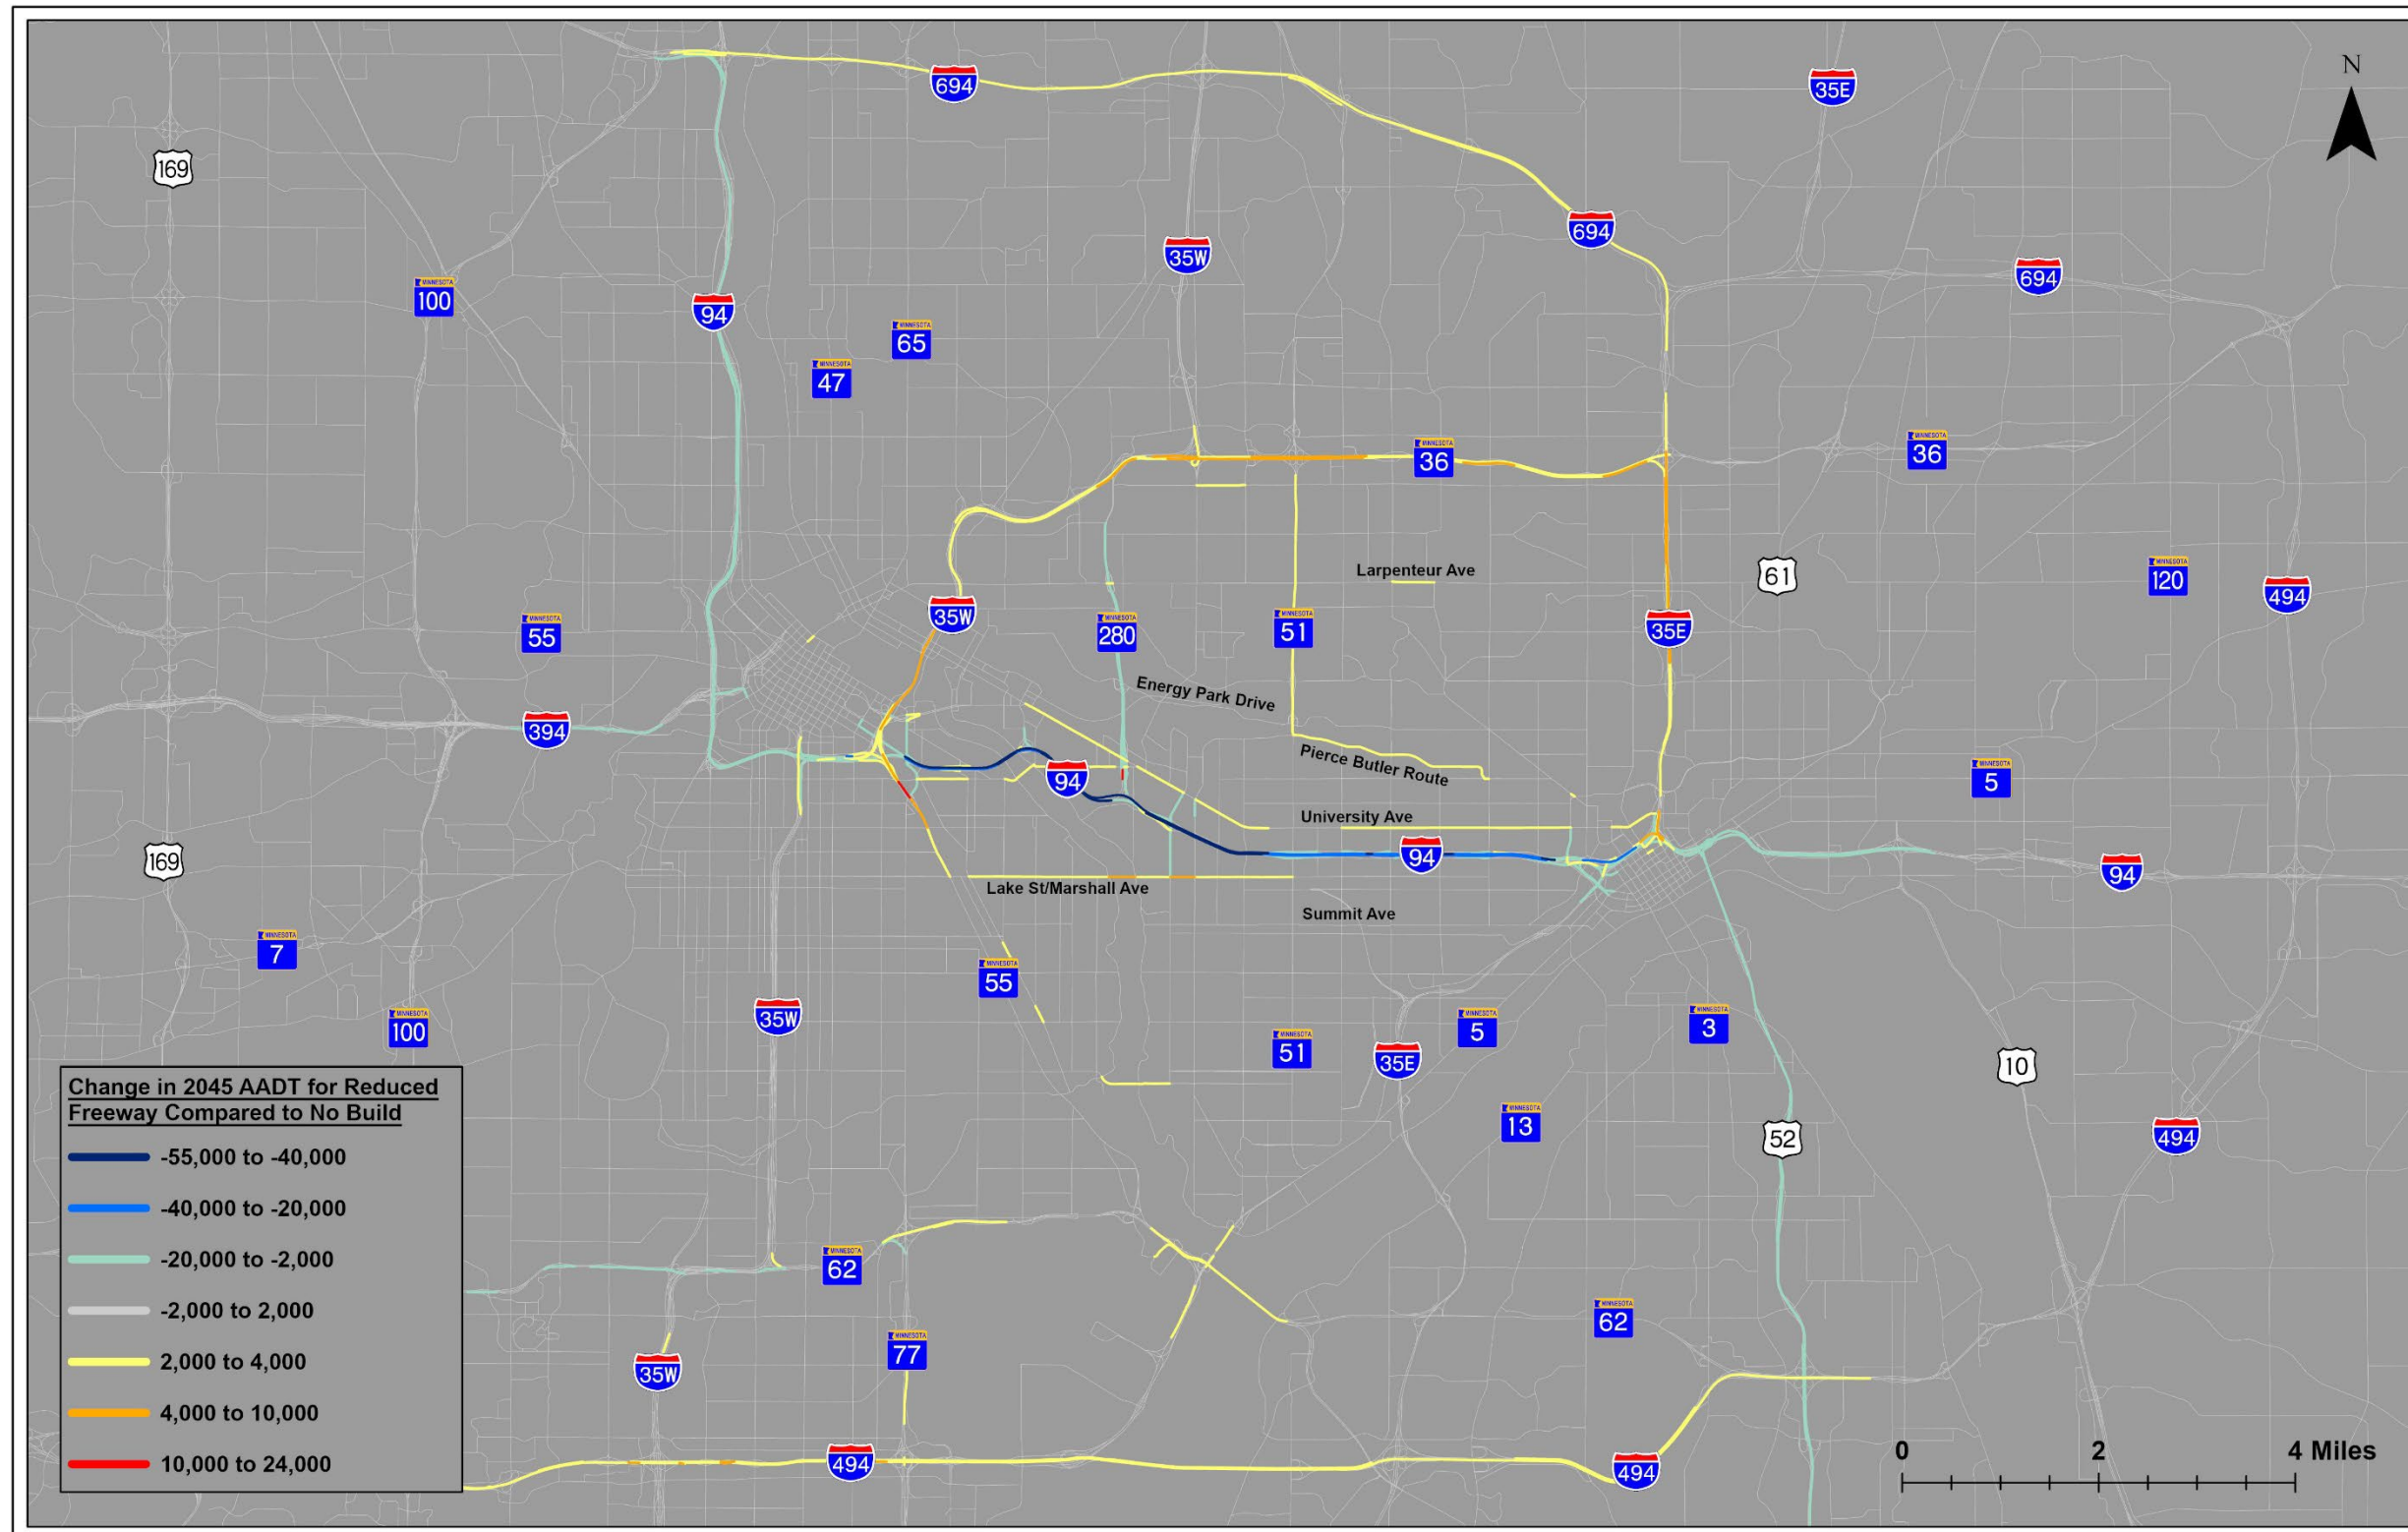 N
694
35E
169
35W
694
694
100
94
65
47
36
36
Larpenteur Ave
61
120
494
35W
55
280
51
35E
Energy Park Drive
394
Pierce Butler Route
94
5
University Ave
94
169
94
Lake St/Marshall Ave
Summit Ave
7
55
35W
100
51
35E
5
3
10
13
52
494
62
62
77
35W
494
494
MINNESOTA
Change in 2045 AADT for Reduced
Freeway Compared to No Build
-55,000 to -40,000
-40,000 to -20,000
-20,000 to -2,000
-2,000 to 2,000
2,000 to 4,000
4,000 to 10,000
10,000 to 24,000
0 2 4 Miles